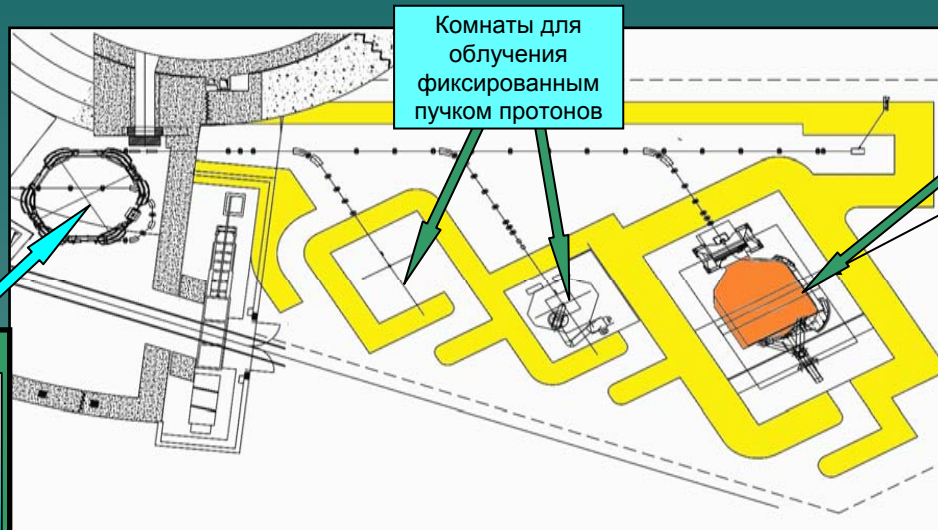 Комнаты для
облучения
фиксированным
пучком протонов